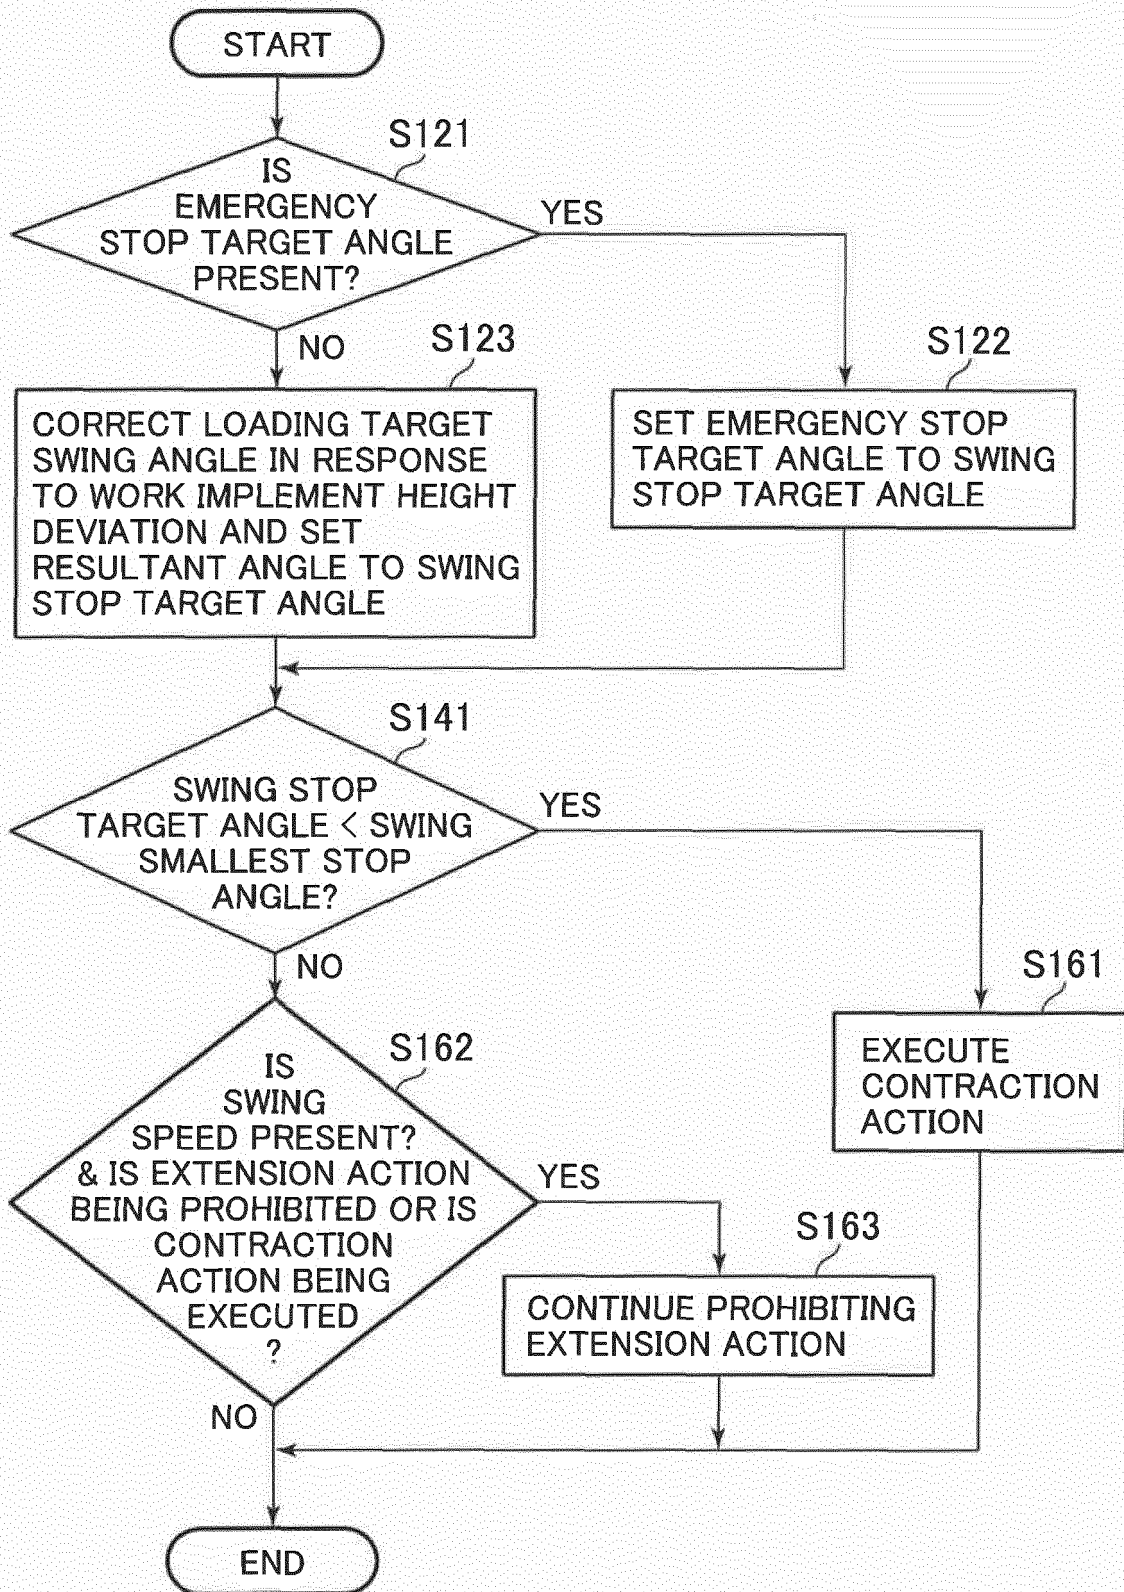 START
S121
IS
EMERGENCY
STOP TARGET ANGLE
PRESENT?
YES
NO
S123
S122
CORRECT LOADING TARGET
SWING ANGLE IN RESPONSE
TO WORK IMPLEMENT HEIGHT
DEVIATION AND SET
RESULTANT ANGLE TO SWING
STOP TARGET ANGLE
SET EMERGENCY STOP
TARGET ANGLE TO SWING
STOP TARGET ANGLE
S141
SWING STOP
TARGET ANGLE < SWING
SMALLEST STOP
ANGLE?
YES
NO
S161
EXECUTE
CONTRACTION
ACTION
S162
IS
SWING
SPEED PRESENT?
& IS EXTENSION ACTION
BEING PROHIBITED OR IS
CONTRACTION
ACTION BEING
EXECUTED
?
YES
S163
CONTINUE PROHIBITING
EXTENSION ACTION
NO
END